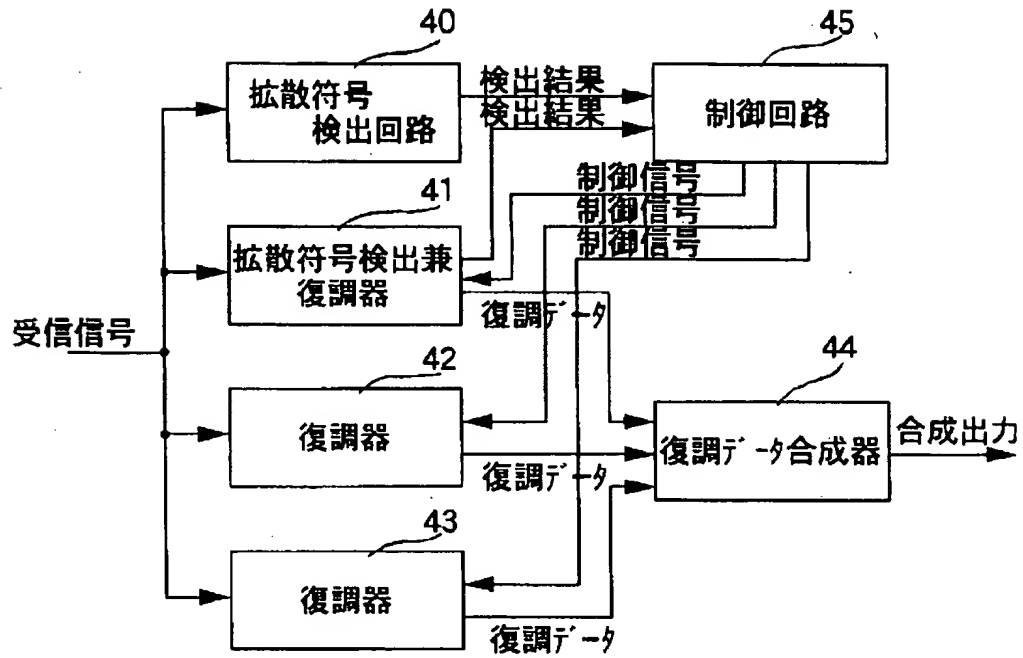 40
45
拡散符号
検出回路
検出結果
検出結果
制御回路
41
制御信号
制御信号
制御信号
拡散符号検出兼
復調器
復調データ
受信信号
42
44
復調器
復調データ
復調データ合成器
合成出力
43
復調器
復調データ